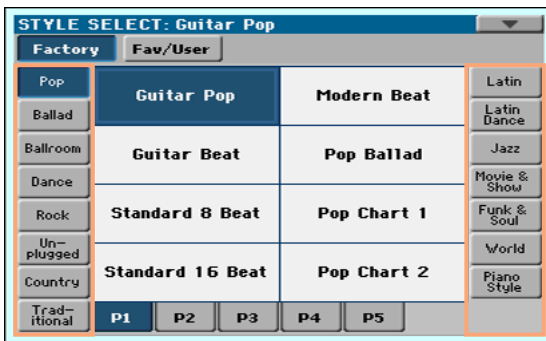 STYLE SELECT: Guitar Pop
Factory Fav/User
Pop
Ballad
Ballroom
Dance
Rock
Un-
plugged
Country
Trad-
itional
Guitar Pop Modern Beat
Guitar Beat Pop Ballad
Standard 8 Beat Pop Chart 1
Standard 16 Beat Pop Chart 2
P1 P2 P3 P4 P5
Latin
Latin
Dance
Jazz
Movie &
Show
Funk &
Soul
World
Piano
Style